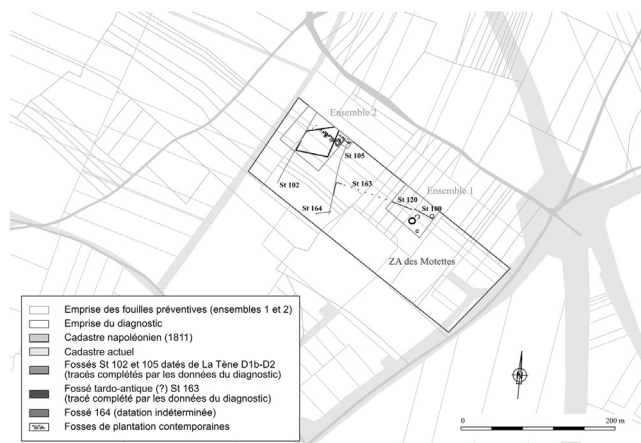 Ensemble 2
St 105
St 102
St 163
Ensemble 1
St 120
St 100
St 164
ZA des Motettes
Emprise des fouilles préventives (ensembles 1 et 2)
Emprise du diagnostic
Cadastre napoléonien (1811)
Cadastre actuel
Fossés St 102 et 105 datés de La Tène D1b-D2
(tracés complétés par les données du diagnostic)
Fossé tardo-antique (?) St 163
(tracé complété par les données du diagnostic)
Fossé 164 (datation indéterminée)
Fosses de plantation contemporaines
N
0
200 m